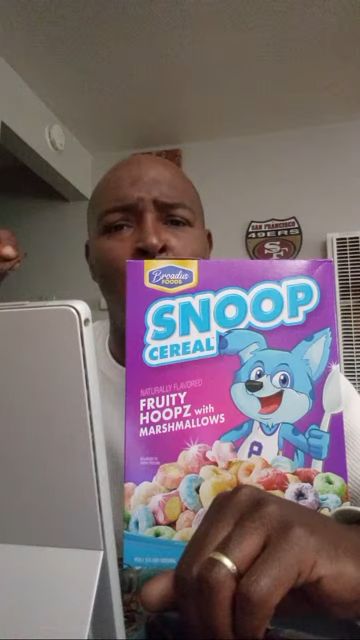 SAN FRANCISCO
49ERS
SF
Broadus
FOODS
SNOOP
CEREAL
NATURALLY FLAVORED
FRUITY
HOOPZ with
MARSHMALLOWS